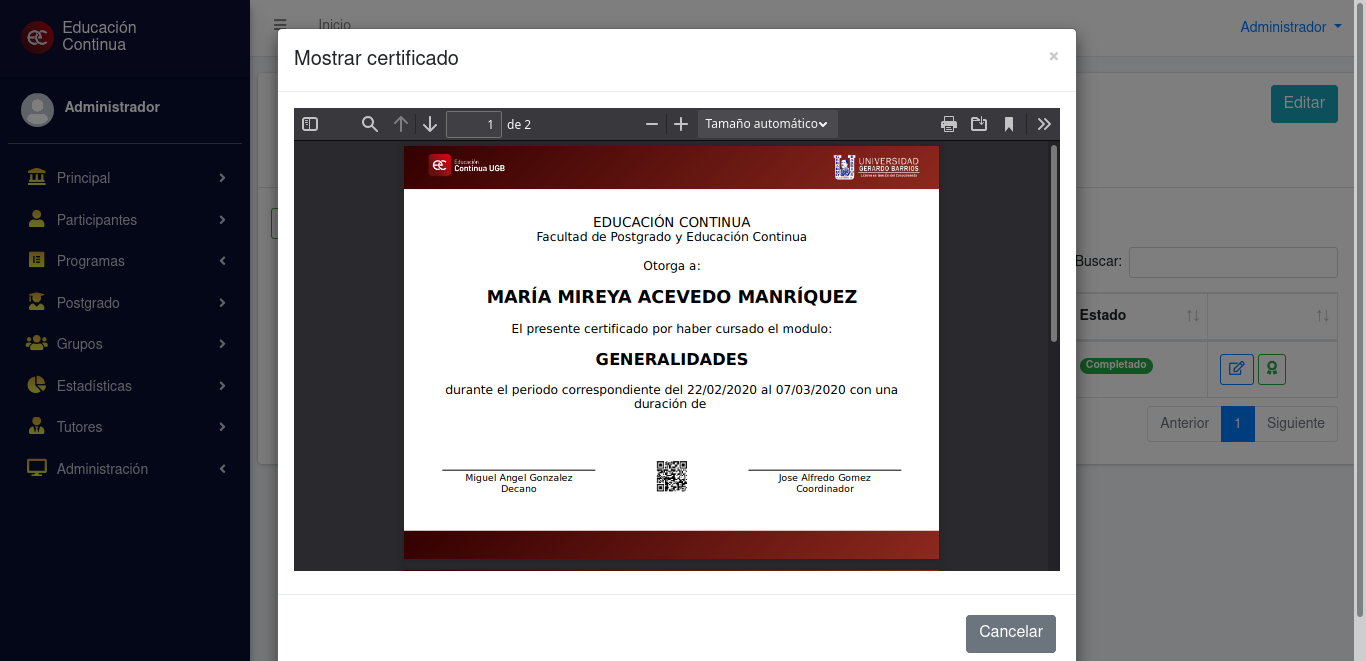 Educación
Continua
Administrador
Principal
Participantes
Programas
Postgrado
Grupos
Estadísticas
Tutores
Administración
Inicio
Administrador
Editar
Buscar:
Estado
Completado
Anterior
1
Siguiente
Mostrar certificado
×
1 de 2
Tamaño automático
Educación
Continua UGB
UNIVERSIDAD
GERARDO BARRIOS
EDUCACIÓN CONTINUA
Facultad de Postgrado y Educación Continua
Otorga a:
MARÍA MIREYA ACEVEDO MANRÍQUEZ
El presente certificado por haber cursado el modulo:
GENERALIDADES
durante el periodo correspondiente del 22/02/2020 al 07/03/2020 con una
duración de
Miguel Angel Gonzalez
Decano
Jose Alfredo Gomez
Coordinador
Cancelar